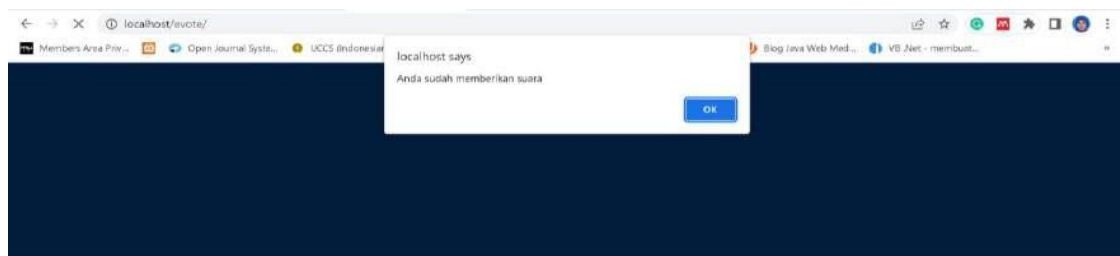 localhost/evote/
Members Area Priv... Open Journal Syste... UCCS (Indonesian Blog Java Web Med... VB .Net - membuat...
localhost says
Anda sudah memberikan suara
OK